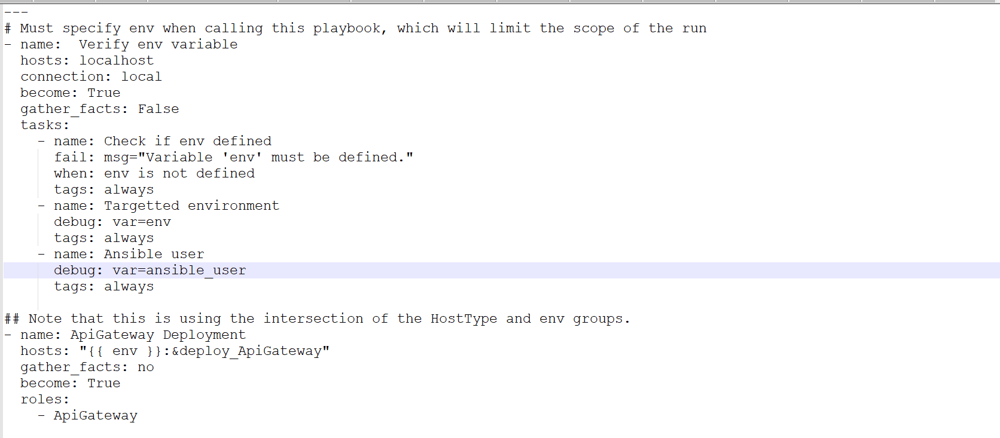 ---
# Must specify env when calling this playbook, which will limit the scope of the run
- name:  Verify env variable
  hosts: localhost
  connection: local
  become: True
  gather_facts: False
  tasks:
    - name: Check if env defined
      fail: msg="Variable 'env' must be defined."
      when: env is not defined
      tags: always
    - name: Targetted environment
      debug: var=env
      tags: always
    - name: Ansible user
      debug: var=ansible_user
      tags: always

## Note that this is using the intersection of the HostType and env groups.
- name: ApiGateway Deployment
  hosts: "{{ env }}:&deploy_ApiGateway"
  gather_facts: no
  become: True
  roles:
    - ApiGateway